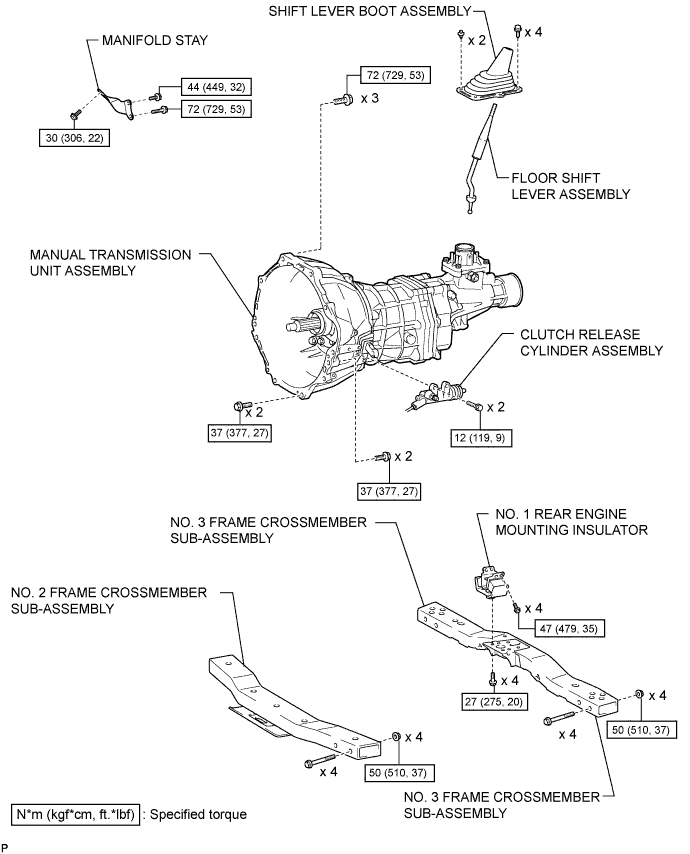 SHIFT LEVER BOOT ASSEMBLY
x 2
x 4
MANIFOLD STAY
44 (449, 32)
72 (729, 53)
30 (306, 22)
72 (729, 53)
x 3
FLOOR SHIFT
LEVER ASSEMBLY
MANUAL TRANSMISSION
UNIT ASSEMBLY
CLUTCH RELEASE
CYLINDER ASSEMBLY
x 2
37 (377, 27)
x 2
12 (119, 9)
x 2
37 (377, 27)
NO. 3 FRAME CROSSMEMBER
SUB-ASSEMBLY
NO. 1 REAR ENGINE
MOUNTING INSULATOR
NO. 2 FRAME CROSSMEMBER
SUB-ASSEMBLY
x 4
47 (479, 35)
x 4
27 (275, 20)
x 4
x 4
50 (510, 37)
x 4
x 4
50 (510, 37)
NO. 3 FRAME CROSSMEMBER
SUB-ASSEMBLY
N*m (kgf*cm, ft.*lbf) : Specified torque
P